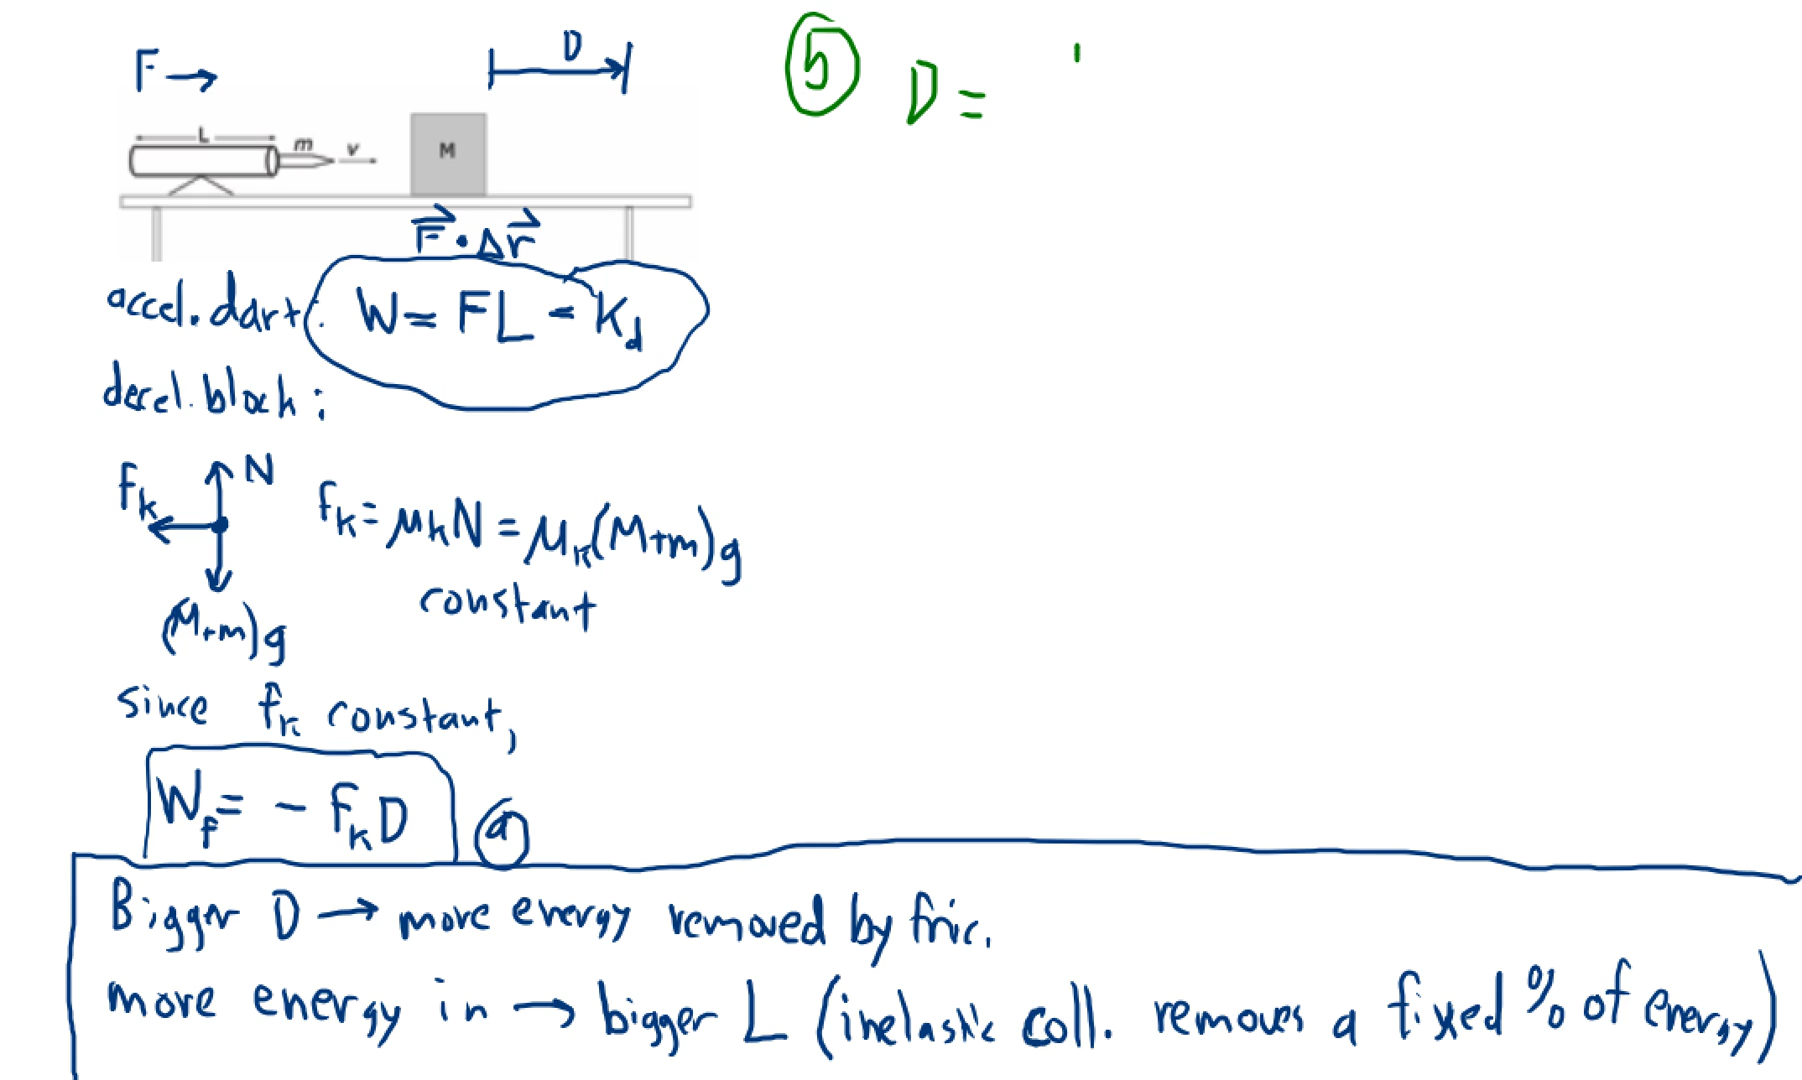 F→
D
⑤ D =
L
m
v
M
F⃗ · Δr⃗
accel. dart: W = FL = K_d
decel. block:
f_k
N
f_k = μ_k N = μ_k(M+m)g
constant
(M+m)g
since f_k constant,
W_f = - f_k D ⓐ
Bigger D → more energy removed by fric.
more energy in → bigger L (inelastic coll. removes a fixed % of energy)